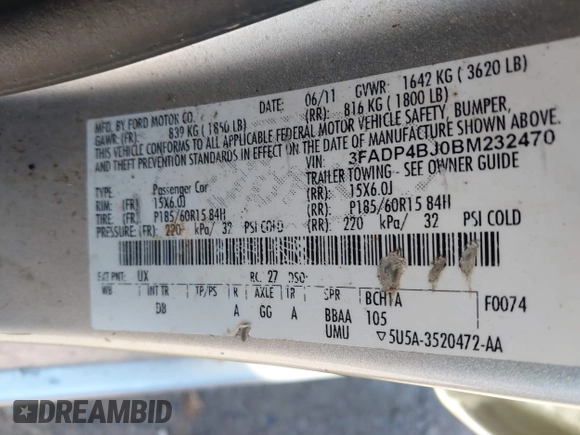 MFD. BY FORD MOTOR CO.
DATE: 06/11 GVWR: 1642 KG ( 3620 LB)
GAWR: (FR): 839 KG ( 1850 LB) (RR): 816 KG ( 1800 LB)
THIS VEHICLE CONFORMS TO ALL APPLICABLE FEDERAL MOTOR VEHICLE SAFETY, BUMPER,
AND THEFT PREVENTION STANDARDS IN EFFECT ON THE DATE OF MANUFACTURE SHOWN ABOVE.
VIN: 3FADP4BJ0BM232470
TYPE: Passenger Car TRAILER TOWING - SEE OWNER GUIDE
RIM: (FR) 15X6.0J (RR): 15X6.0J
TIRE: (FR) P185/60R15 84H (RR): P185/60R15 84H
PRESSURE: (FR) 220 kPa/ 32 PSI COLD (RR): 220 kPa/ 32 PSI COLD
EXT PNT: UX RC: 27 DSO:
WB INT TR TP/PS R AXLE TR SPR BCH1A F0074
D8 A GG A BBAA 105
UMU ▽5U5A-3520472-AA
DREAMBID